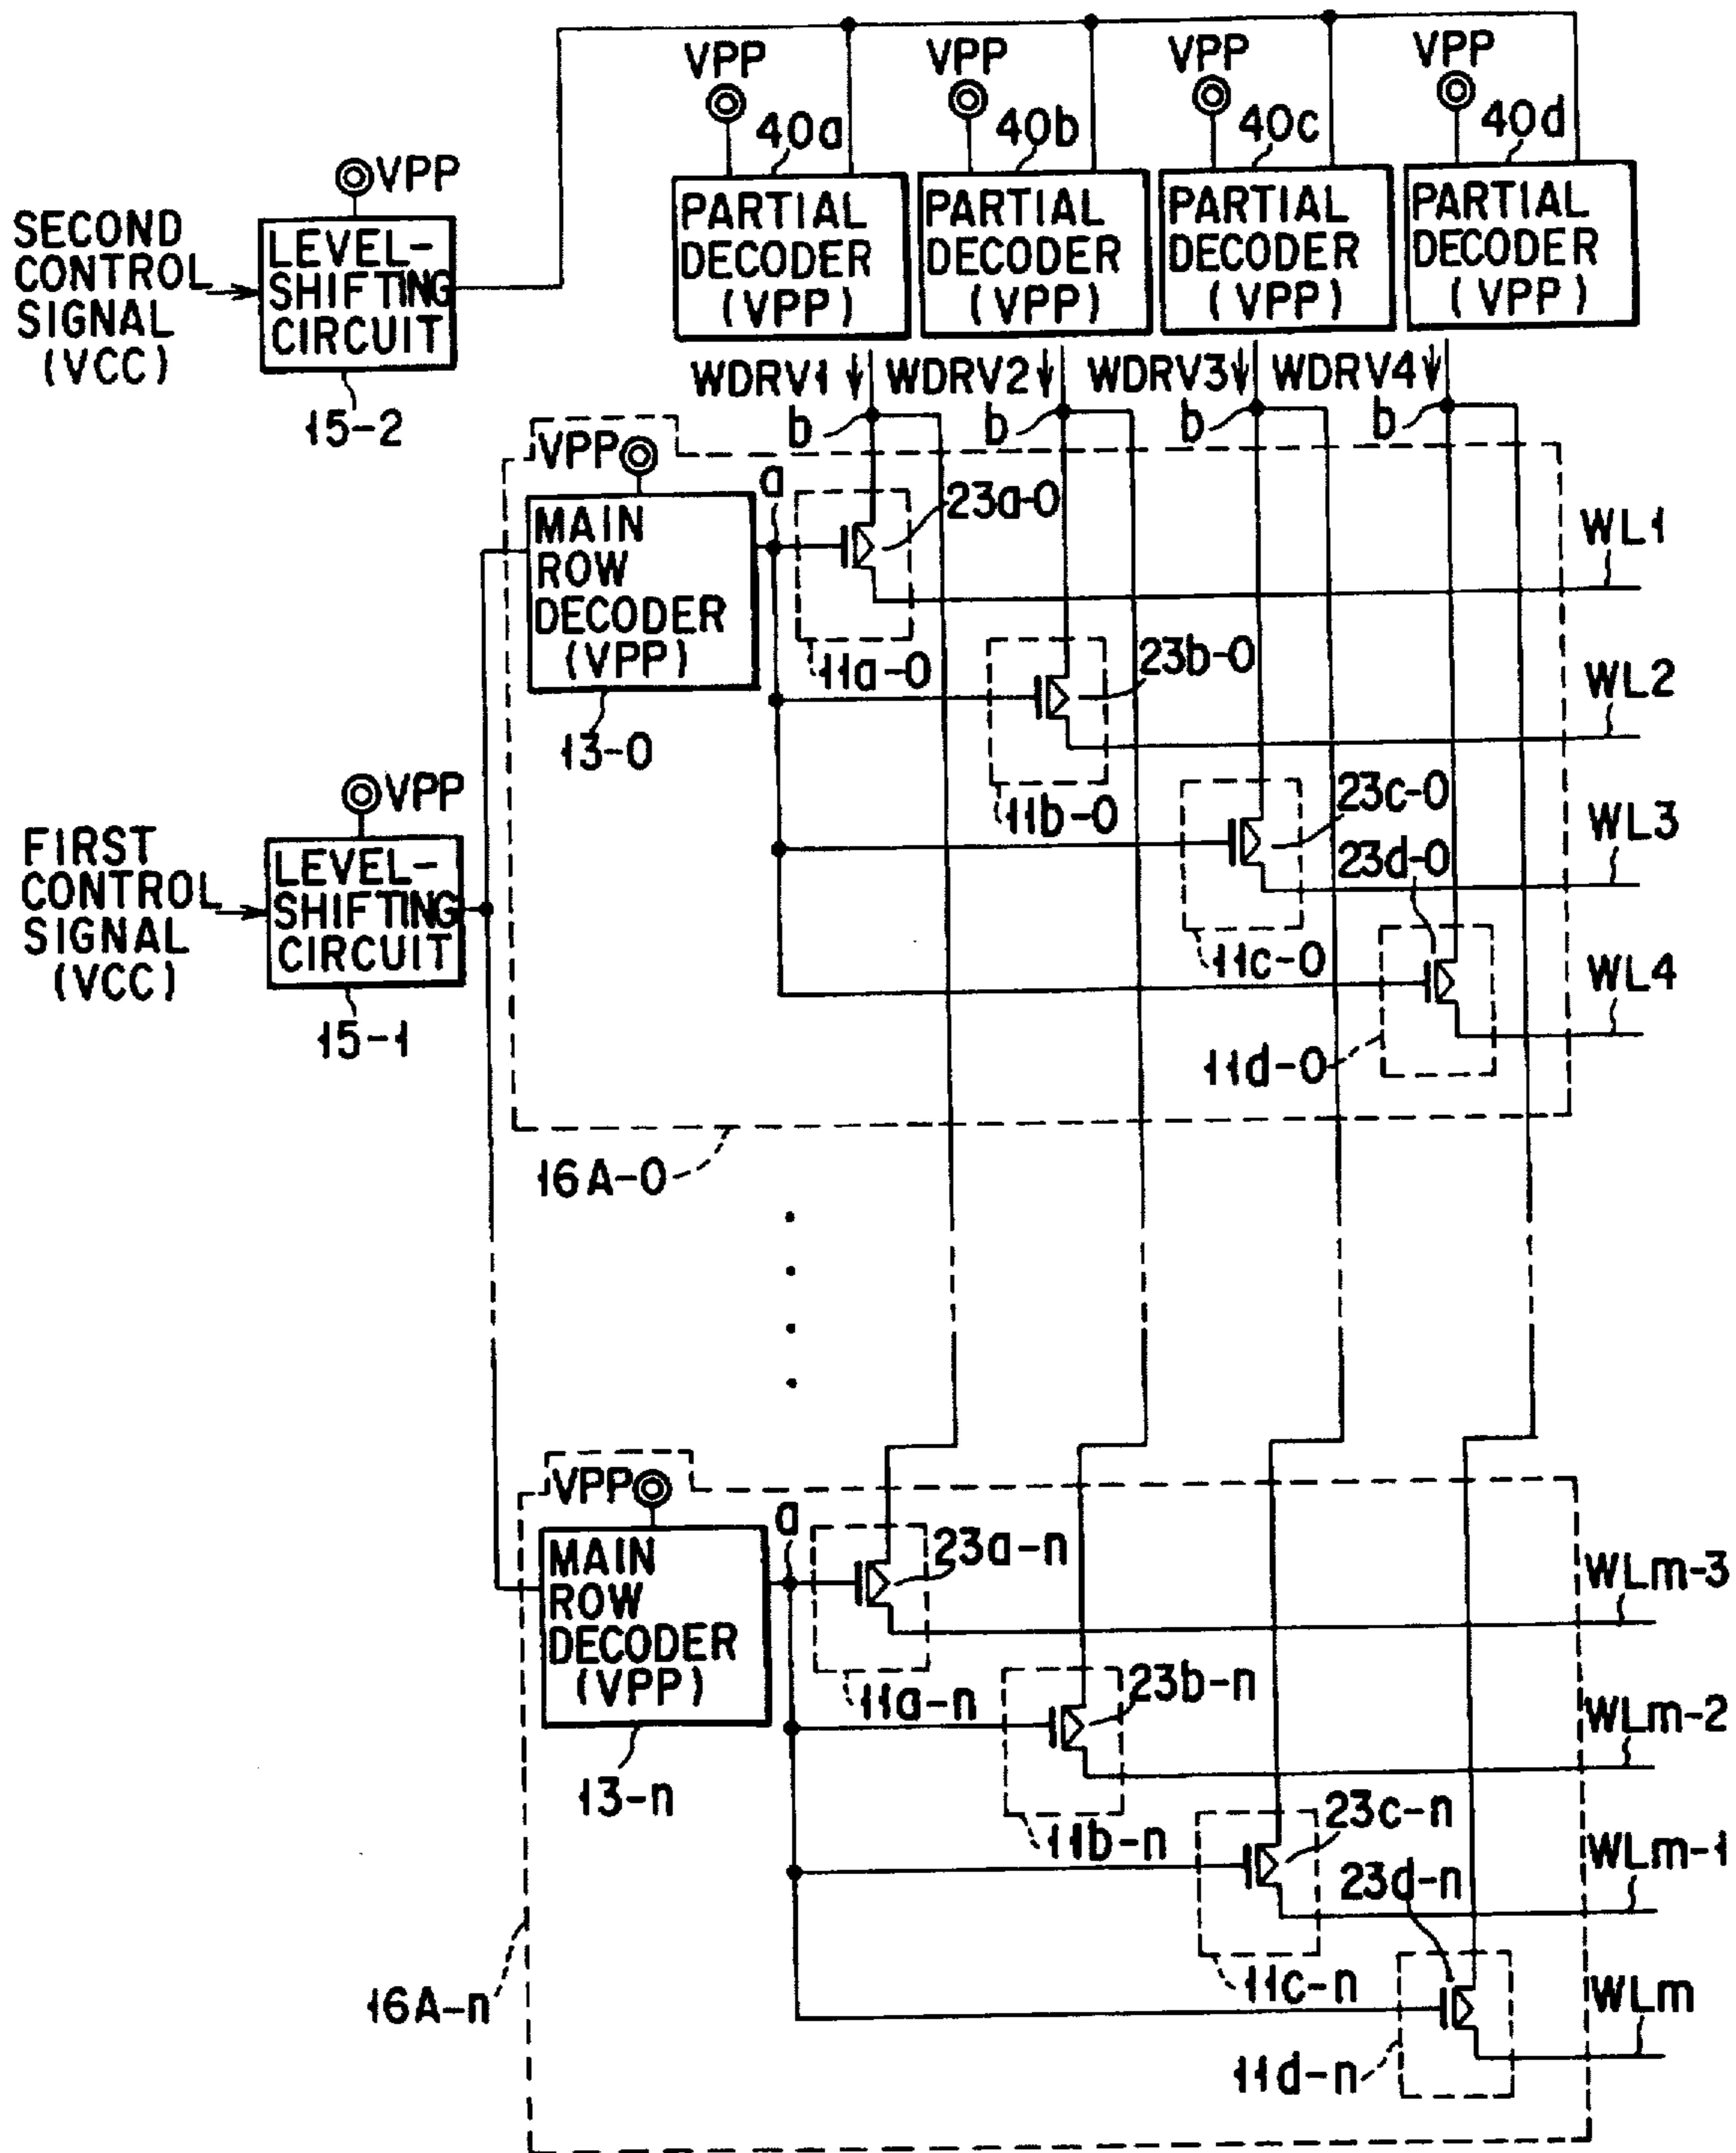 VPP
VPP
VPP
VPP
40a
40b
40c
40d
VPP
SECOND
CONTROL
SIGNAL
(VCC)
LEVEL-
SHIFTING
CIRCUIT
15-2
PARTIAL
DECODER
(VPP)
PARTIAL
DECODER
(VPP)
PARTIAL
DECODER
(VPP)
PARTIAL
DECODER
(VPP)
WDRV1
WDRV2
WDRV3
WDRV4
b
b
b
b
VPP
a
MAIN
ROW
DECODER
(VPP)
13-0
23a-0
11a-0
WL1
23b-0
11b-0
WL2
23c-0
11c-0
WL3
23d-0
11d-0
WL4
VPP
FIRST
CONTROL
SIGNAL
(VCC)
LEVEL-
SHIFTING
CIRCUIT
15-1
16A-0
VPP
a
MAIN
ROW
DECODER
(VPP)
13-n
23a-n
11a-n
WLm-3
23b-n
11b-n
WLm-2
23c-n
11c-n
WLm-1
23d-n
11d-n
WLm
16A-n